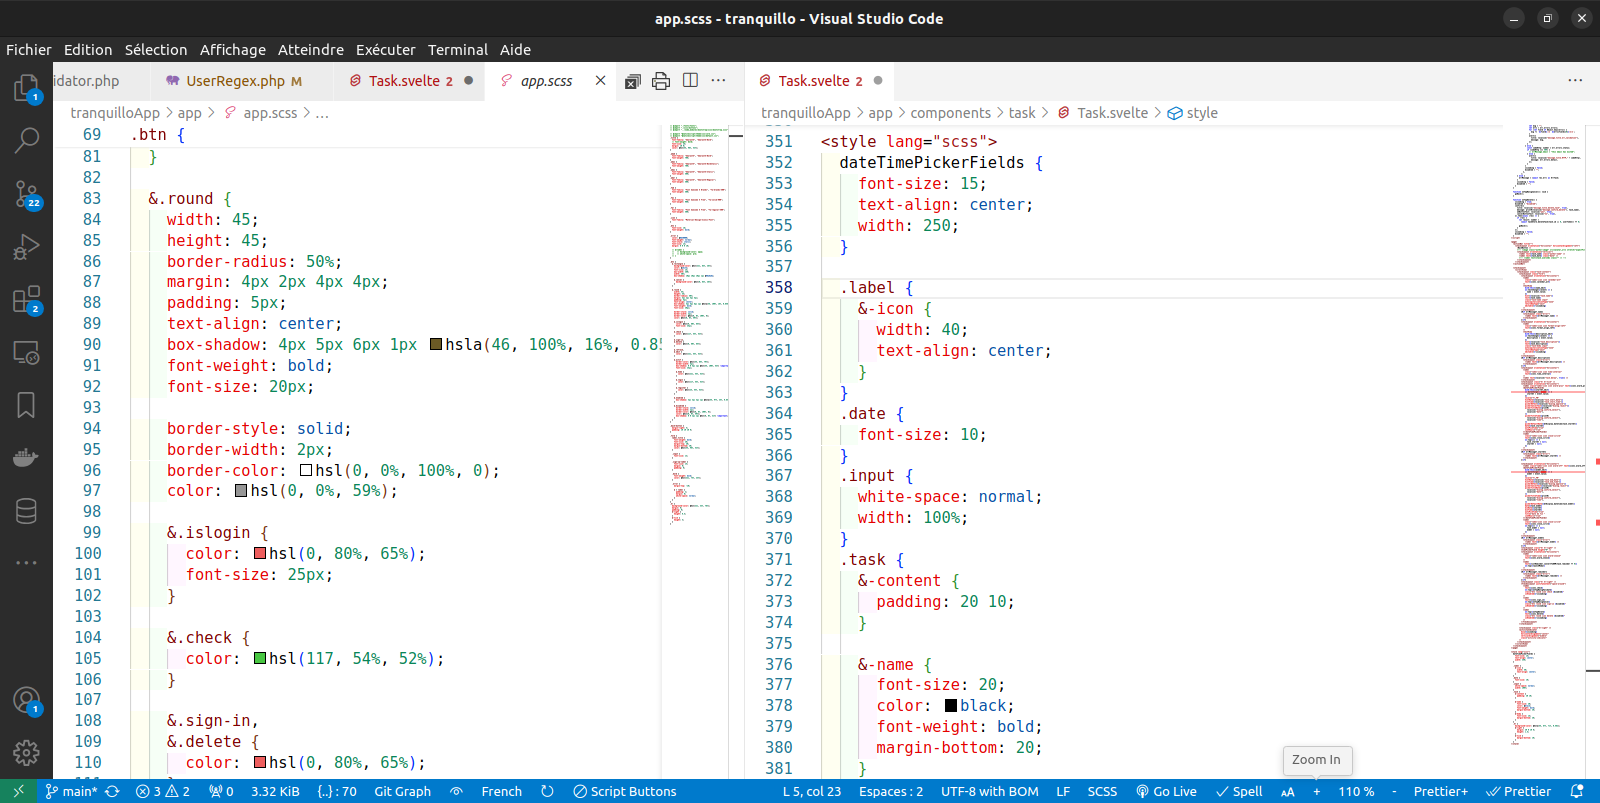 app.scss - tranquillo - Visual Studio Code
Fichier Edition Sélection Affichage Atteindre Exécuter Terminal Aide
idator.php UserRegex.php M Task.svelte 2 app.scss
tranquilloApp > app > app.scss > ...
69 .btn {
81 }
82
83 &.round {
84 width: 45;
85 height: 45;
86 border-radius: 50%;
87 margin: 4px 2px 4px 4px;
88 padding: 5px;
89 text-align: center;
90 box-shadow: 4px 5px 6px 1px hsla(46, 100%, 16%, 0.85
91 font-weight: bold;
92 font-size: 20px;
93
94 border-style: solid;
95 border-width: 2px;
96 border-color: hsl(0, 0%, 100%, 0);
97 color: hsl(0, 0%, 59%);
98
99 &.islogin {
100 color: hsl(0, 80%, 65%);
101 font-size: 25px;
102 }
103
104 &.check {
105 color: hsl(117, 54%, 52%);
106 }
107
108 &.sign-in,
109 &.delete {
110 color: hsl(0, 80%, 65%);
Task.svelte 2
tranquilloApp > app > components > task > Task.svelte > style
351 <style lang="scss">
352 dateTimePickerFields {
353 font-size: 15;
354 text-align: center;
355 width: 250;
356 }
357
358 .label {
359 &-icon {
360 width: 40;
361 text-align: center;
362 }
363 }
364 .date {
365 font-size: 10;
366 }
367 .input {
368 white-space: normal;
369 width: 100%;
370 }
371 .task {
372 &-content {
373 padding: 20 10;
374 }
375
376 &-name {
377 font-size: 20;
378 color: black;
379 font-weight: bold;
380 margin-bottom: 20;
381 }
Zoom In
1
22
2
1
main* 3 2 0 3.32 KiB {..} : 70 Git Graph French Script Buttons L 5, col 23 Espaces : 2 UTF-8 with BOM LF SCSS Go Live Spell AA + 110 % - Prettier+ Prettier